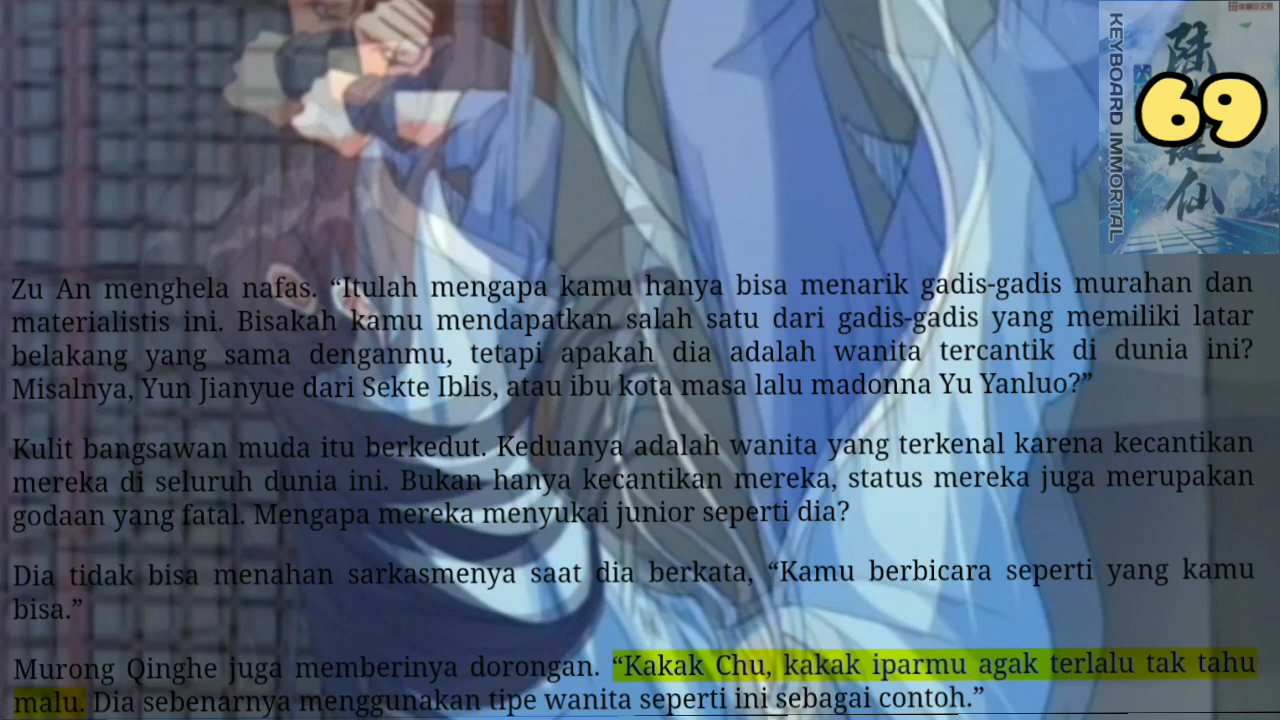 陆
仙
KEYBOARD IMMORTAL
69
Zu An menghela nafas. “Itulah mengapa kamu hanya bisa menarik gadis-gadis murahan dan
materialistis ini. Bisakah kamu mendapatkan salah satu dari gadis-gadis yang memiliki latar
belakang yang sama denganmu, tetapi apakah dia adalah wanita tercantik di dunia ini?
Misalnya, Yun Jianyue dari Sekte Iblis, atau ibu kota masa lalu madonna Yu Yanluo?”
Kulit bangsawan muda itu berkedut. Keduanya adalah wanita yang terkenal karena kecantikan
mereka di seluruh dunia ini. Bukan hanya kecantikan mereka, status mereka juga merupakan
godaan yang fatal. Mengapa mereka menyukai junior seperti dia?
Dia tidak bisa menahan sarkasmenya saat dia berkata, “Kamu berbicara seperti yang kamu
bisa.”
Murong Qinghe juga memberinya dorongan. “Kakak Chu, kakak iparmu agak terlalu tak tahu
malu. Dia sebenarnya menggunakan tipe wanita seperti ini sebagai contoh.”